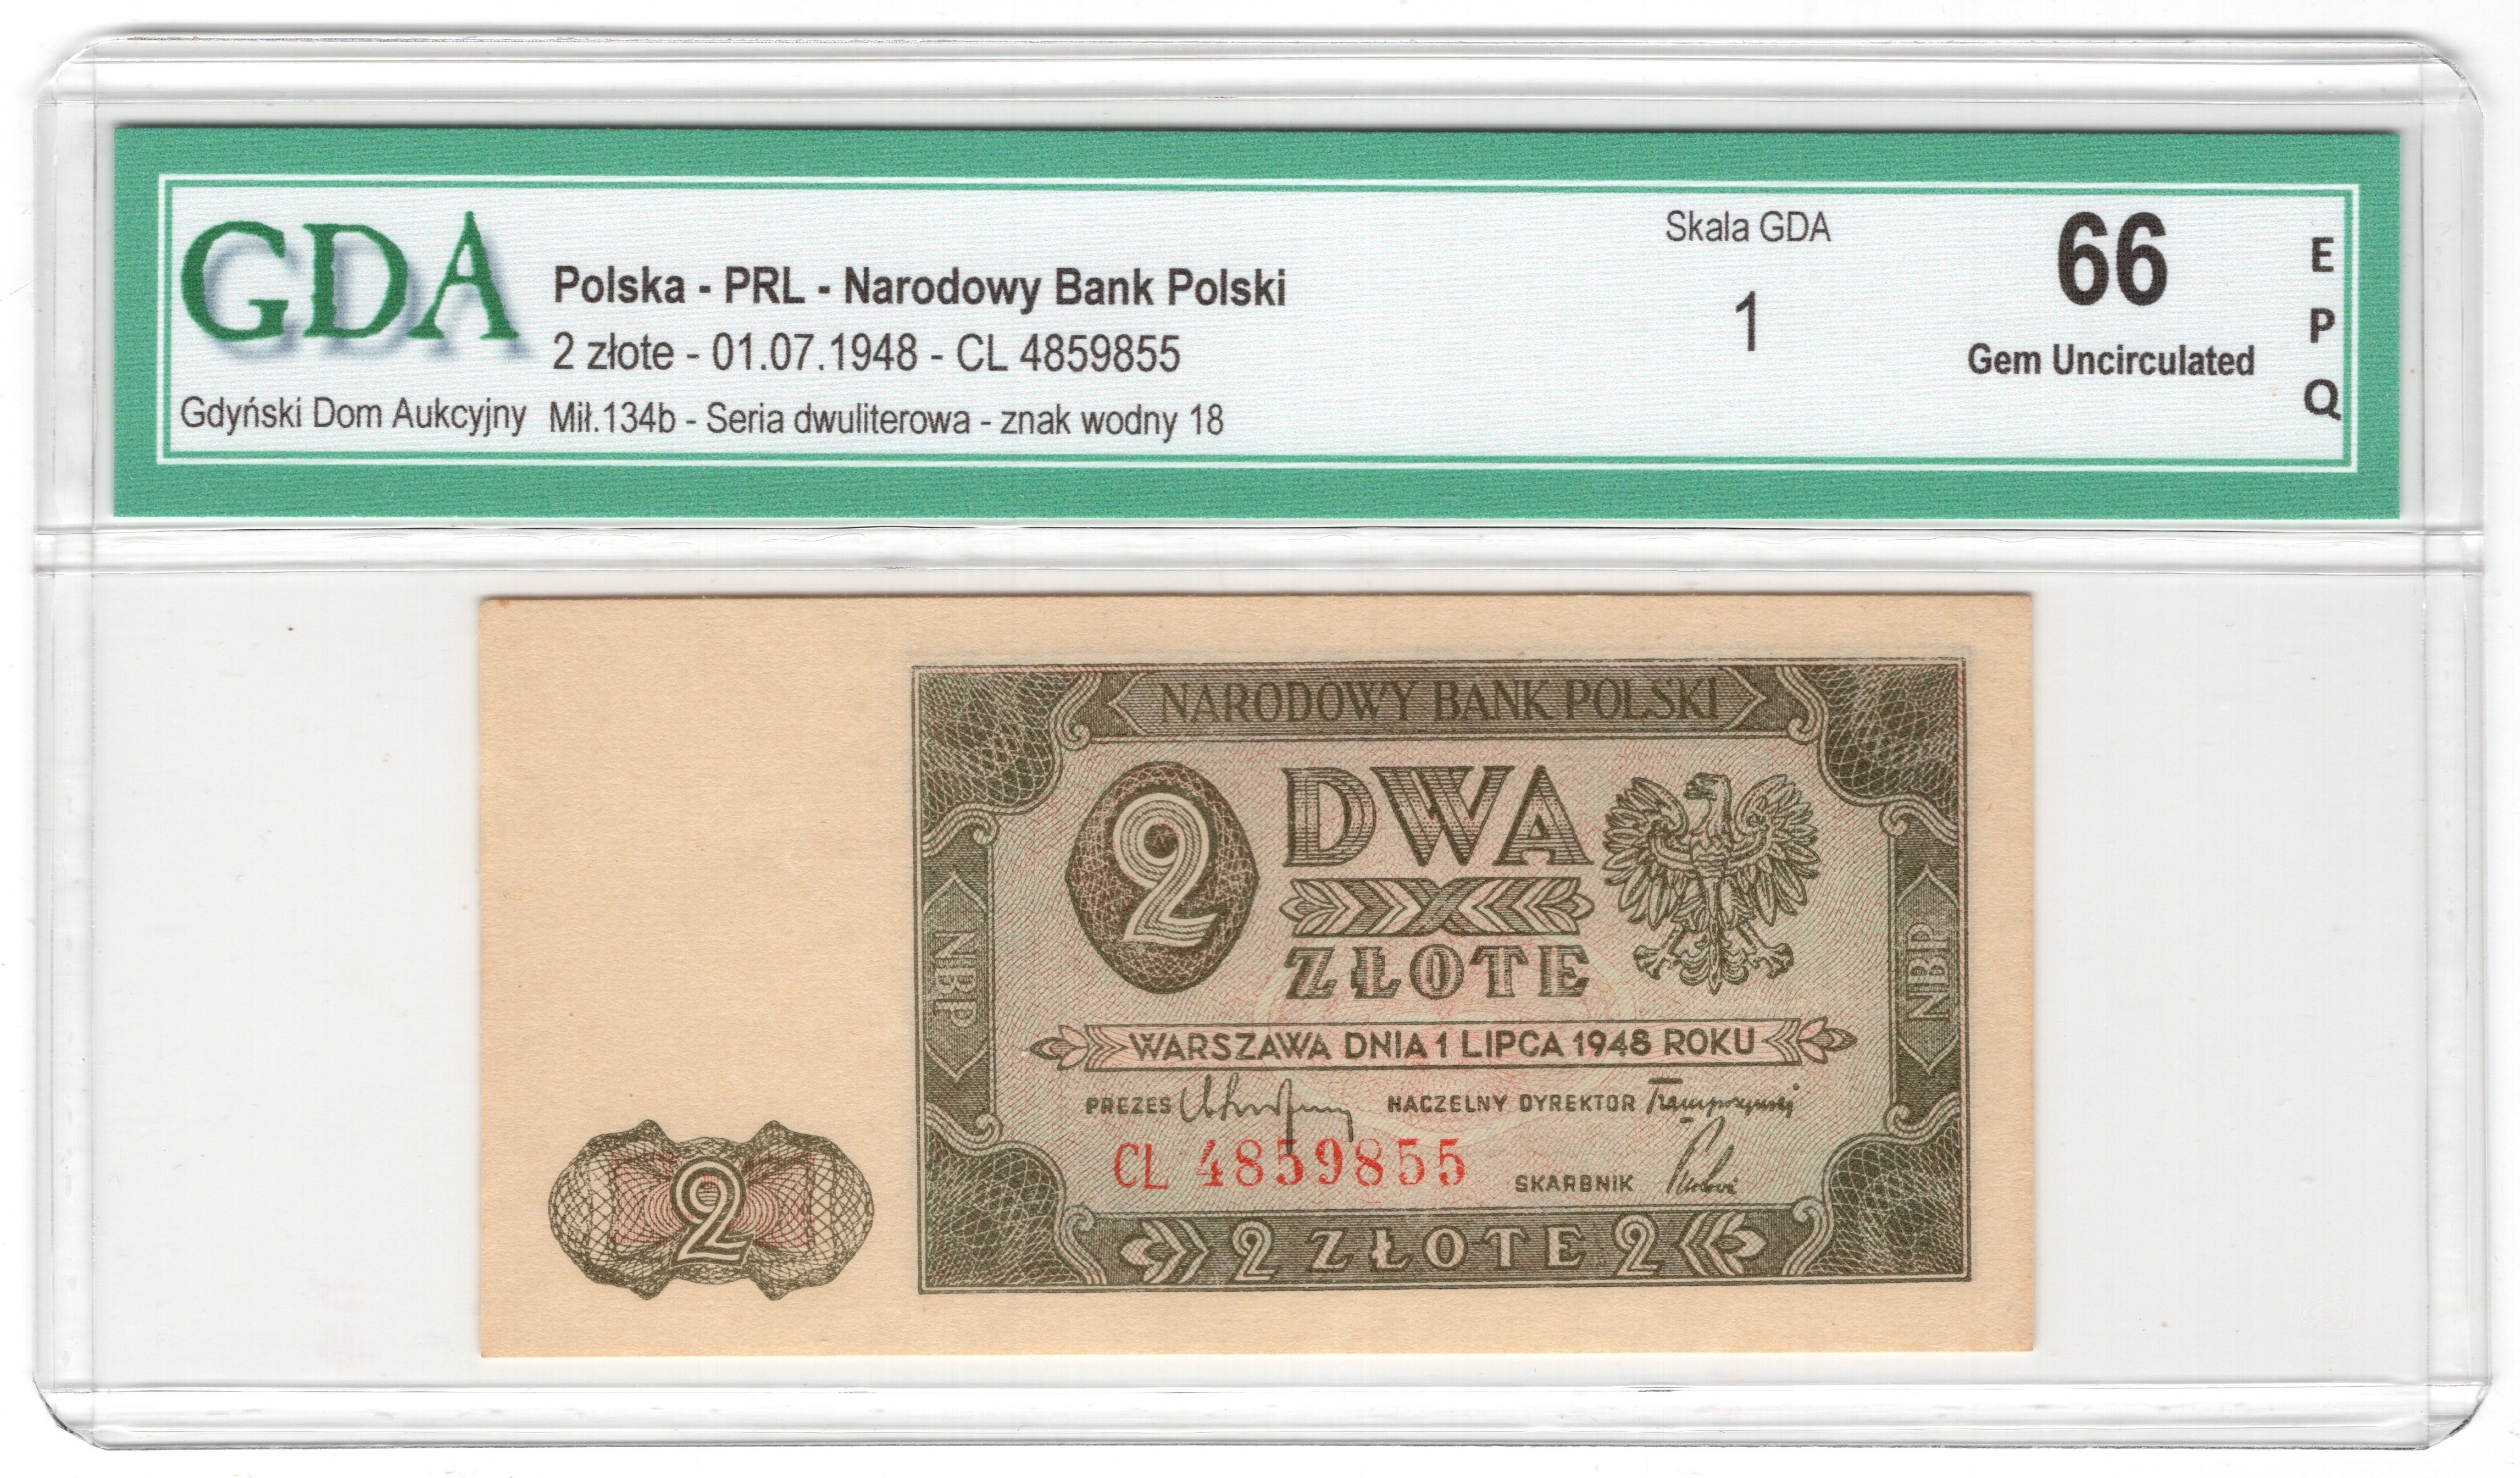 GDA
Gdyński Dom Aukcyjny
Polska - PRL - Narodowy Bank Polski
2 złote - 01.07.1948 - CL 4859855
Mił.134b - Seria dwuliterowa - znak wodny 18
Skala GDA
1
66
Gem Uncirculated
E
P
Q
NARODOWY BANK POLSKI
2
DWA
ZŁOTE
NBP
NBP
WARSZAWA DNIA 1 LIPCA 1948 ROKU
PREZES NACZELNY DYREKTOR
CL 4859855
SKARBNIK
2
2 ZŁOTE 2